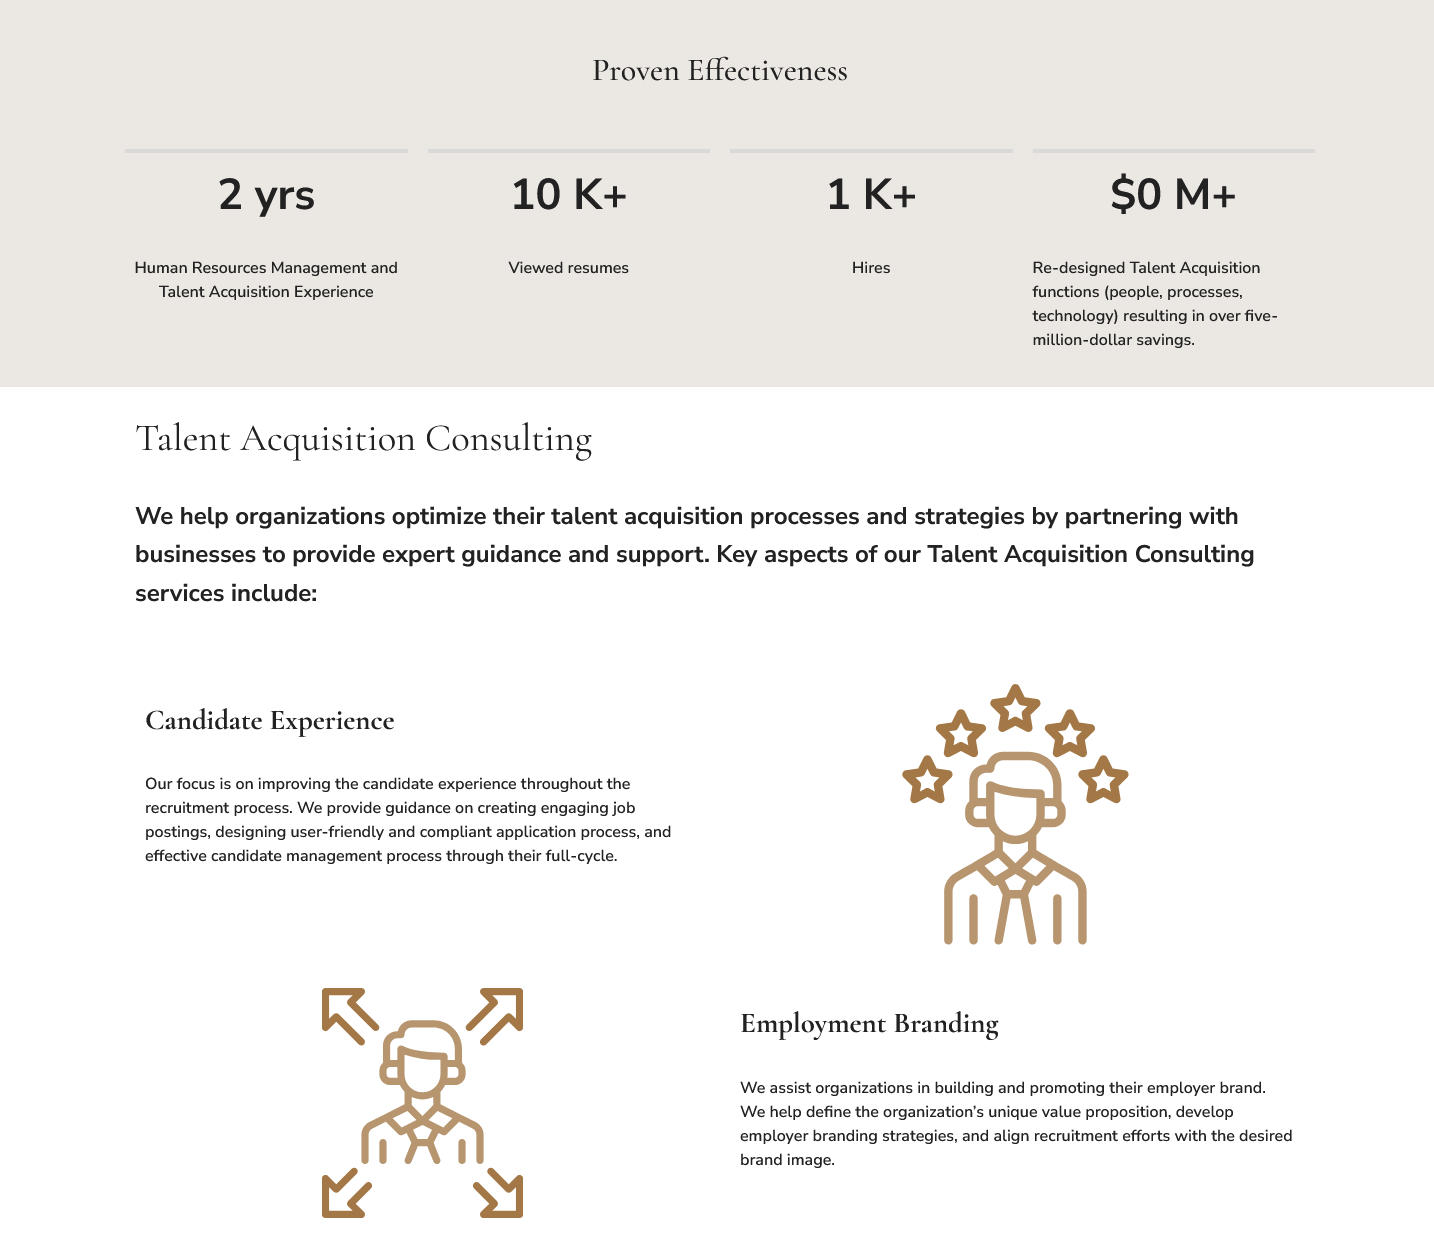 Proven Effectiveness
2 yrs
Human Resources Management and
Talent Acquisition Experience
10 K+
Viewed resumes
1 K+
Hires
$0 M+
Re-designed Talent Acquisition
functions (people, processes,
technology) resulting in over five-
million-dollar savings.
Talent Acquisition Consulting
We help organizations optimize their talent acquisition processes and strategies by partnering with
businesses to provide expert guidance and support. Key aspects of our Talent Acquisition Consulting
services include:
Candidate Experience
Our focus is on improving the candidate experience throughout the
recruitment process. We provide guidance on creating engaging job
postings, designing user-friendly and compliant application process, and
effective candidate management process through their full-cycle.
Employment Branding
We assist organizations in building and promoting their employer brand.
We help define the organization’s unique value proposition, develop
employer branding strategies, and align recruitment efforts with the desired
brand image.